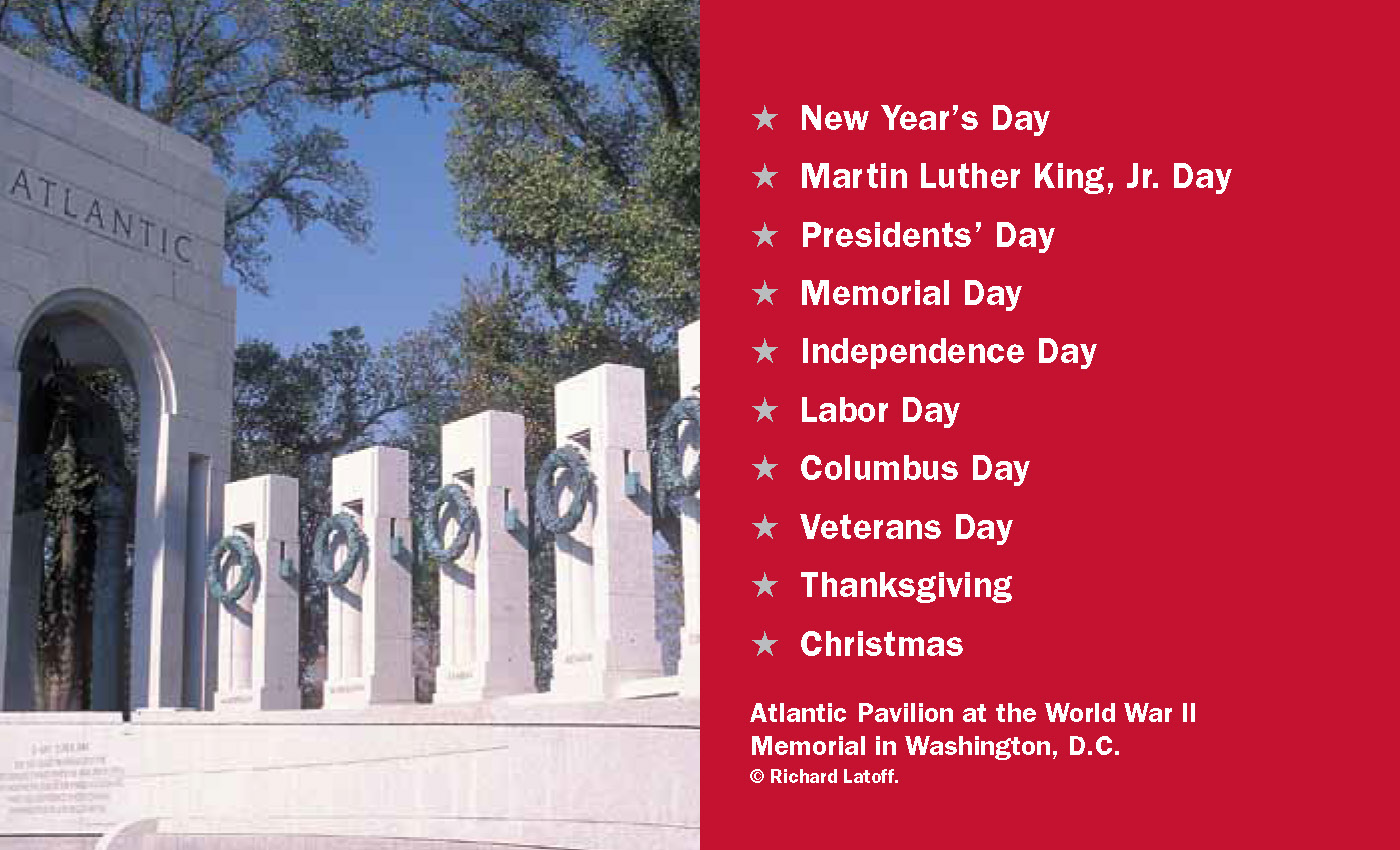 ATLANTIC
★ New Year’s Day
★ Martin Luther King, Jr. Day
★ Presidents’ Day
★ Memorial Day
★ Independence Day
★ Labor Day
★ Columbus Day
★ Veterans Day
★ Thanksgiving
★ Christmas
Atlantic Pavilion at the World War II
Memorial in Washington, D.C.
© Richard Latoff.